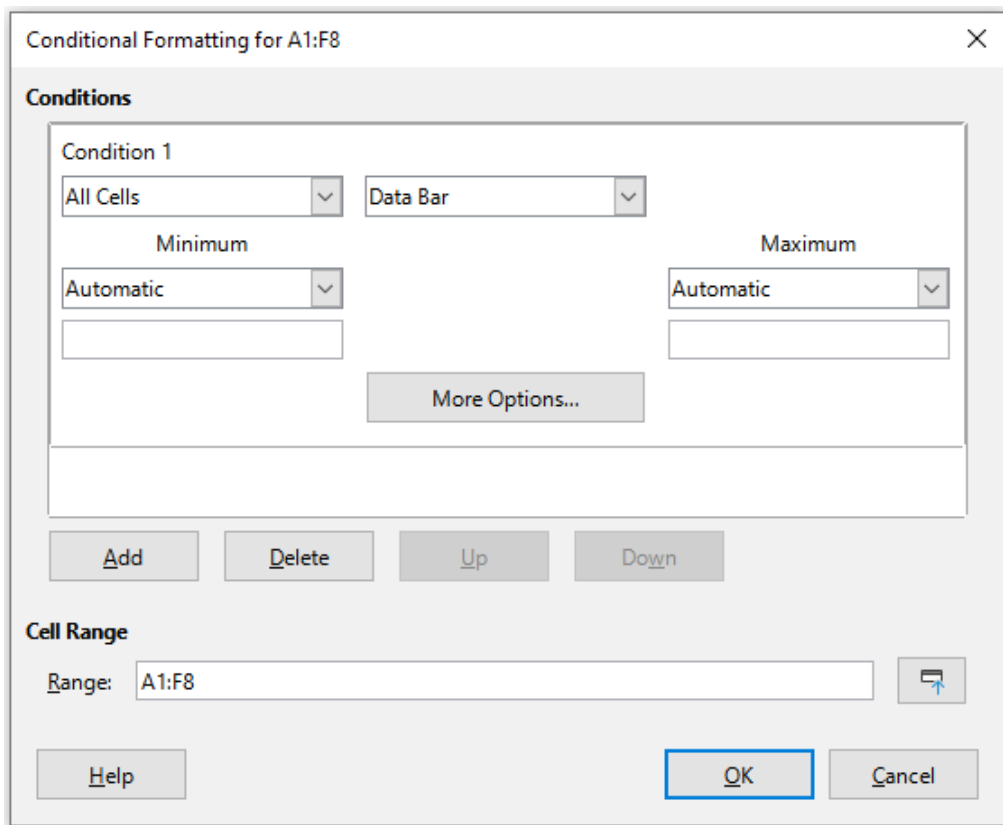 Conditional Formatting for A1:F8
Conditions
Condition 1
All Cells Data Bar
Minimum Maximum
Automatic Automatic
More Options...
Add Delete Up Down
Cell Range
Range: A1:F8
Help OK Cancel